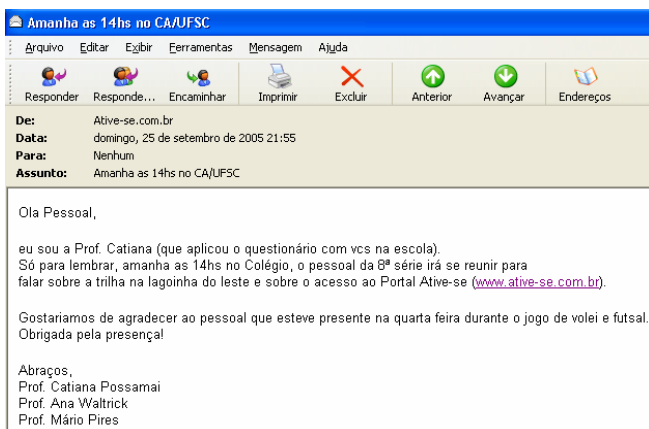 Amanha as 14hs no CA/UFSC
Arquivo Editar Exibir Ferramentas Mensagem Ajuda
Responder Responde... Encaminhar Imprimir Excluir Anterior Avançar Endereços
De: Ative-se.com.br
Data: domingo, 25 de setembro de 2005 21:55
Para: Nenhum
Assunto: Amanha as 14hs no CA/UFSC
Ola Pessoal,
eu sou a Prof. Catiana (que aplicou o questionário com vcs na escola).
Só para lembrar, amanha as 14hs no Colégio, o pessoal da 8ª série irá se reunir para
falar sobre a trilha na lagoinha do leste e sobre o acesso ao Portal Ative-se (www.ative-se.com.br).
Gostariamos de agradecer ao pessoal que esteve presente na quarta feira durante o jogo de volei e futsal.
Obrigada pela presença!
Abraços,
Prof. Catiana Possamai
Prof. Ana Waltrick
Prof. Mário Pires